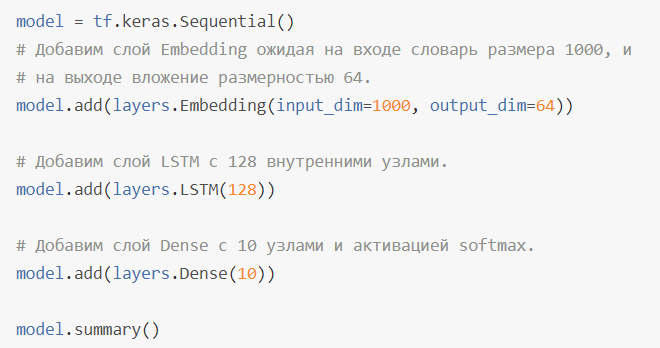 model = tf.keras.Sequential()
# Добавим слой Embedding ожидая на входе словарь размера 1000, и
# на выходе вложение размерностью 64.
model.add(layers.Embedding(input_dim=1000, output_dim=64))
# Добавим слой LSTM с 128 внутренними узлами.
model.add(layers.LSTM(128))
# Добавим слой Dense с 10 узлами и активацией softmax.
model.add(layers.Dense(10))
model.summary()